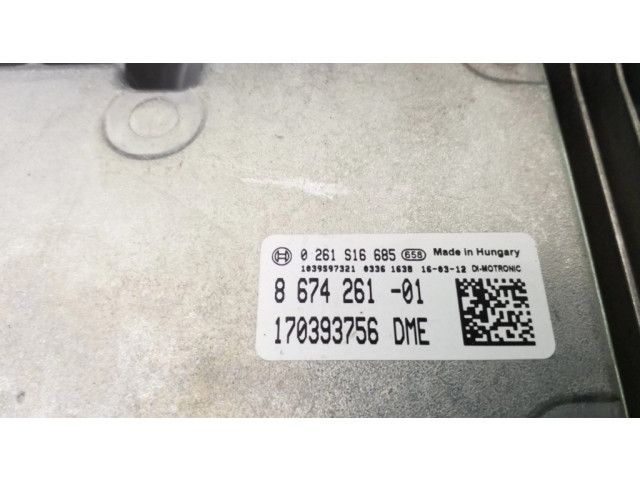 0 261 S16 685 658 Made in Hungary
1039S97321 0336 1638 16-03-12 DI-MOTRONIC
8 674 261 -01
170393756 DME